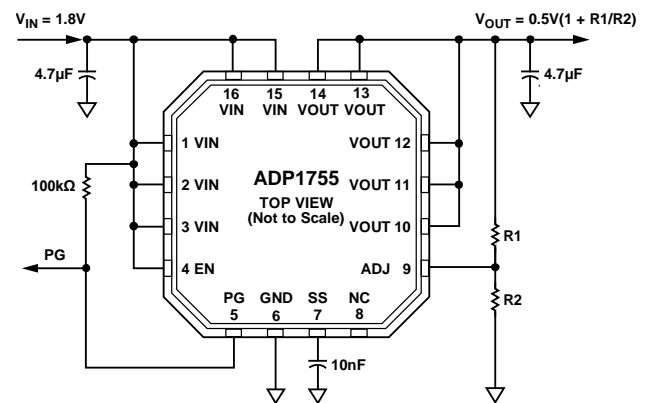 VIN = 1.8V
VOUT = 0.5V(1 + R1/R2)
4.7µF
4.7µF
16 15 14 13
VIN VIN VOUT VOUT
1 VIN
VOUT 12
100kΩ
2 VIN
ADP1755
TOP VIEW
(Not to Scale)
VOUT 11
3 VIN
VOUT 10
R1
PG
4 EN
ADJ 9
R2
PG GND SS NC
5 6 7 8
10nF